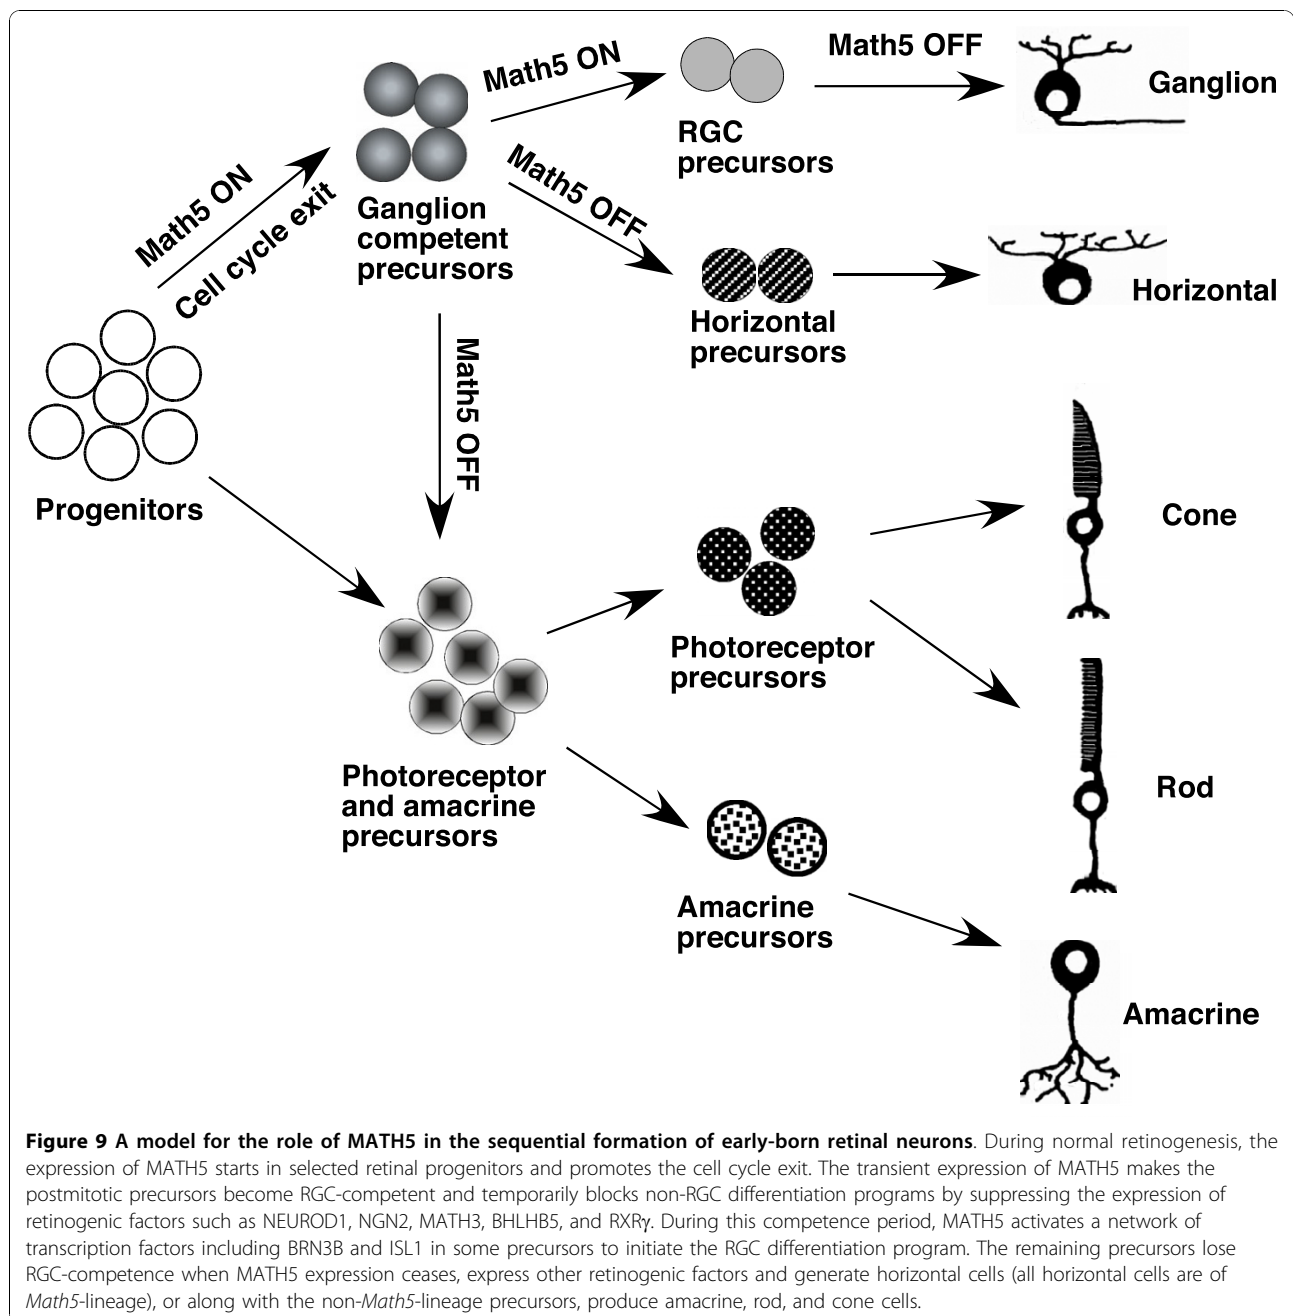 Math5 ON
Math5 OFF
Ganglion
RGC
precursors
Math5 ON
Cell cycle exit
Ganglion
competent
precursors
Math5 OFF
Horizontal
precursors
Horizontal
Math5 OFF
Progenitors
Cone
Photoreceptor
precursors
Photoreceptor
and amacrine
precursors
Rod
Amacrine
precursors
Amacrine
Figure 9 A model for the role of MATH5 in the sequential formation of early-born retinal neurons. During normal retinogenesis, the
expression of MATH5 starts in selected retinal progenitors and promotes the cell cycle exit. The transient expression of MATH5 makes the
postmitotic precursors become RGC-competent and temporarily blocks non-RGC differentiation programs by suppressing the expression of
retinogenic factors such as NEUROD1, NGN2, MATH3, BHLHB5, and RXRγ. During this competence period, MATH5 activates a network of
transcription factors including BRN3B and ISL1 in some precursors to initiate the RGC differentiation program. The remaining precursors lose
RGC-competence when MATH5 expression ceases, express other retinogenic factors and generate horizontal cells (all horizontal cells are of
Math5-lineage), or along with the non-Math5-lineage precursors, produce amacrine, rod, and cone cells.